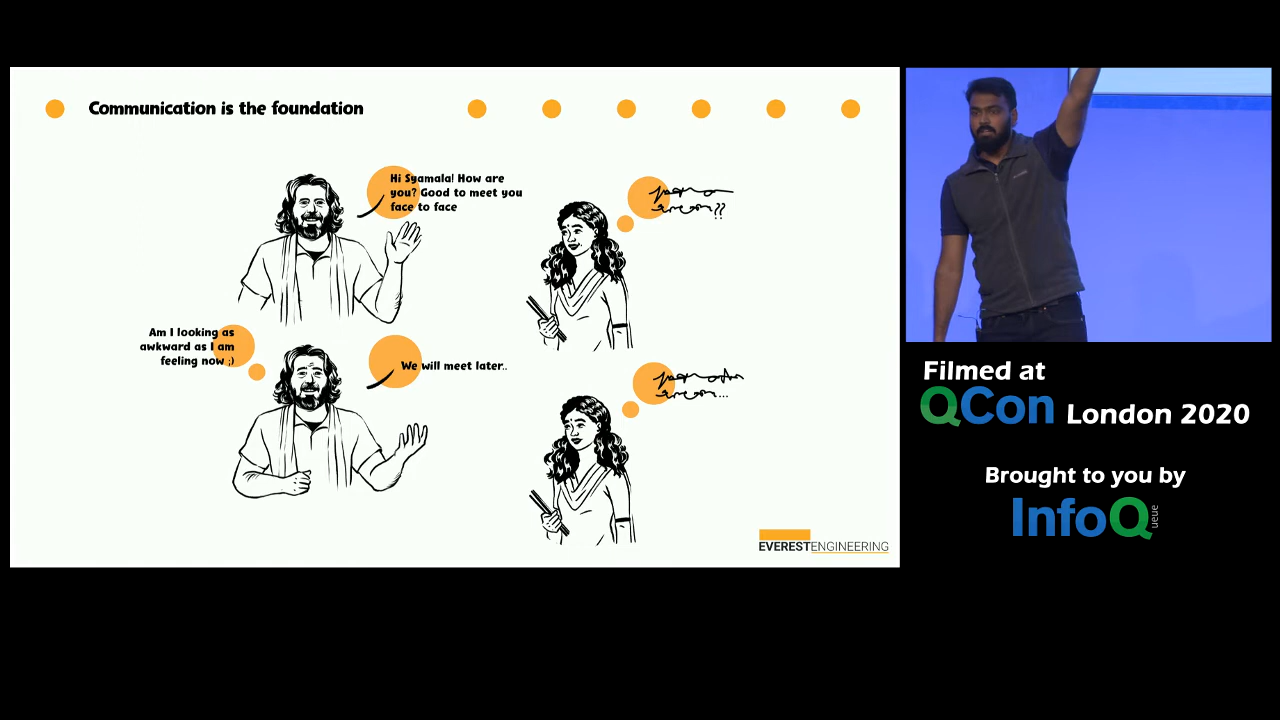 Communication is the foundation
Hi Syamala! How are
you? Good to meet you
face to face
Am I looking as
awkward as I am
feeling now ;)
We will meet later..
EVERESTENGINEERING
Filmed at
QCon London 2020
Brought to you by
InfoQueue